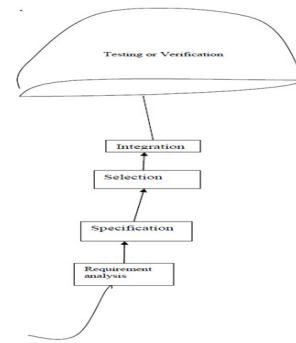 Testing or Verification
Integration
Selection
Specification
Requirement
analysis